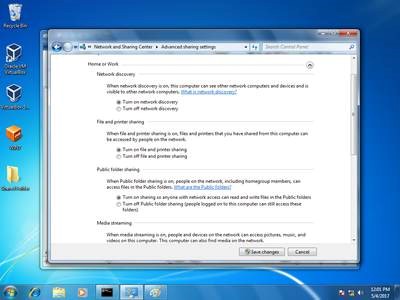 Recycle Bin
Oracle VM
VirtualBox
Network and Sharing Center
Advanced sharing settings
Search Control Panel
Home or Work
Network discovery
When network discovery is on, this computer can see other network computers and devices and is
visible to other network computers. What is network discovery?
Turn on network discovery
Turn off network discovery
File and printer sharing
When file and printer sharing is on, files and printers that you have shared from this computer can
be accessed by people on the network.
Turn on file and printer sharing
Turn off file and printer sharing
Public folder sharing
When Public folder sharing is on, people on the network, including homegroup members, can
access files in the Public folders. What are the Public folders?
Turn on sharing so anyone with network access can read and write files in the Public folders
Turn off Public folder sharing (people logged on to this computer can still access these
folders)
Media streaming
When media streaming is on, people and devices on the network can access pictures, music, and
videos on this computer. This computer can also find media on the network.
Save changes
Cancel
12:01 PM
5/4/2017